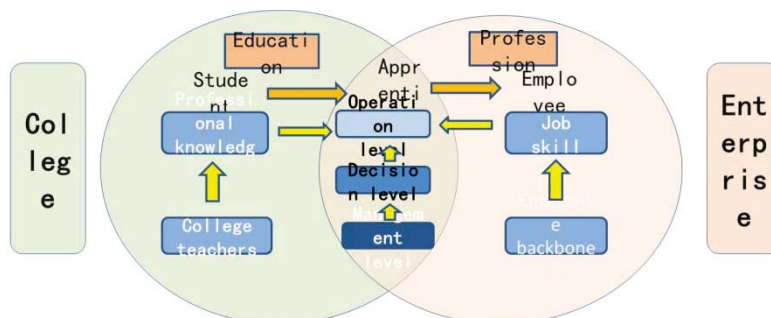 Educati
on
Profes
sion
Col
leg
e
Stude
nt
Appr
enti
Emplo
yee
Professi
onal
knowledg
Operati
on
level
Job
skill
Decisio
n level
College
teachers
Managem
ent
level
e
backbone
Ent
erp
ris
e